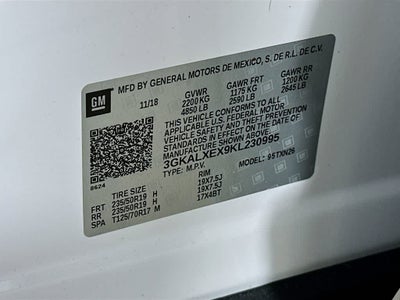 GM
MFD BY GENERAL MOTORS DE MEXICO, S. DE R.L. DE C.V.
11/18 GVWR GAWR FRT GAWR RR
2200 KG 1175 KG 1200 KG
4850 LB 2590 LB 2645 LB
THIS VEHICLE CONFORMS TO ALL
APPLICABLE U.S. FEDERAL MOTOR
VEHICLE SAFETY AND THEFT PREVENTION
STANDARDS IN EFFECT ON THE DATE OF
MANUFACTURE SHOWN ABOVE.
3GKALXEX9KL230995
TYPE: M.P.V. MODEL: 95TXN26
8624
TIRE SIZE RIM
FRT 235/50R19 H 19X7.5J
RR 235/50R19 H 19X7.5J
SPA T125/70R17 M 17X4BT